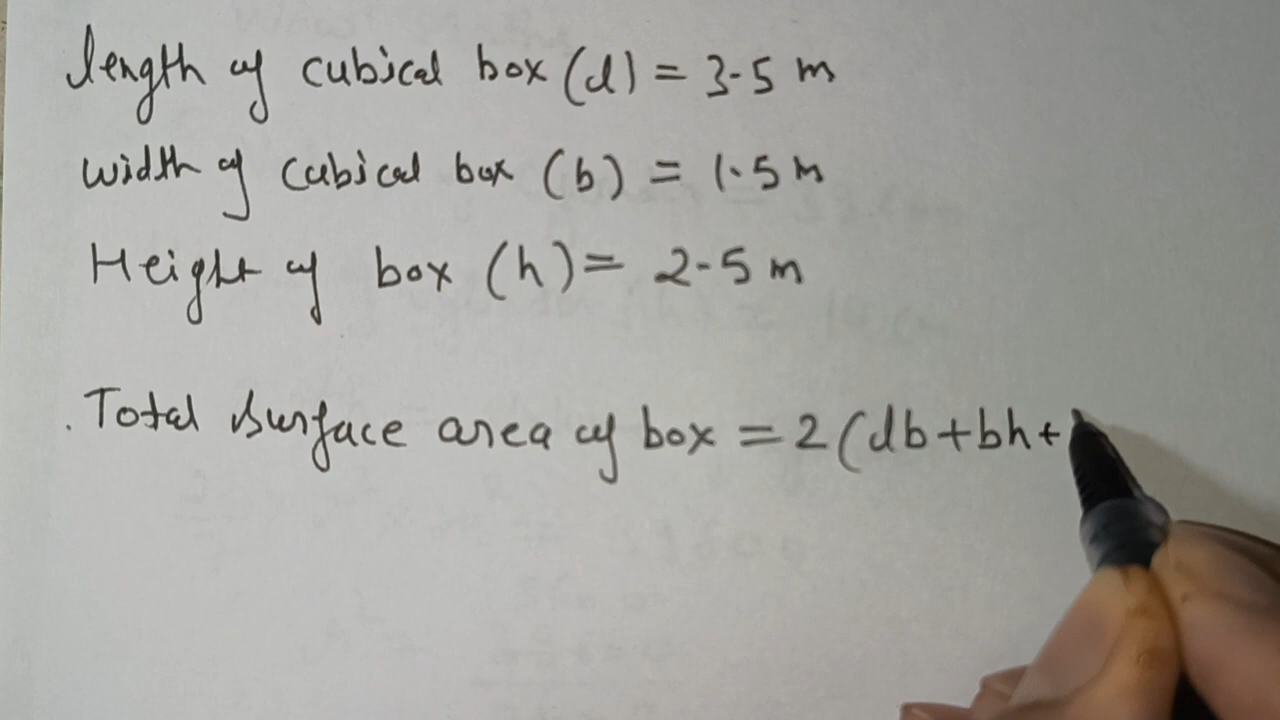 length of cubical box (l) = 3.5 m
width of cubical box (b) = 1.5 m
Height of box (h) = 2.5 m
Total surface area of box = 2 (lb + bh +